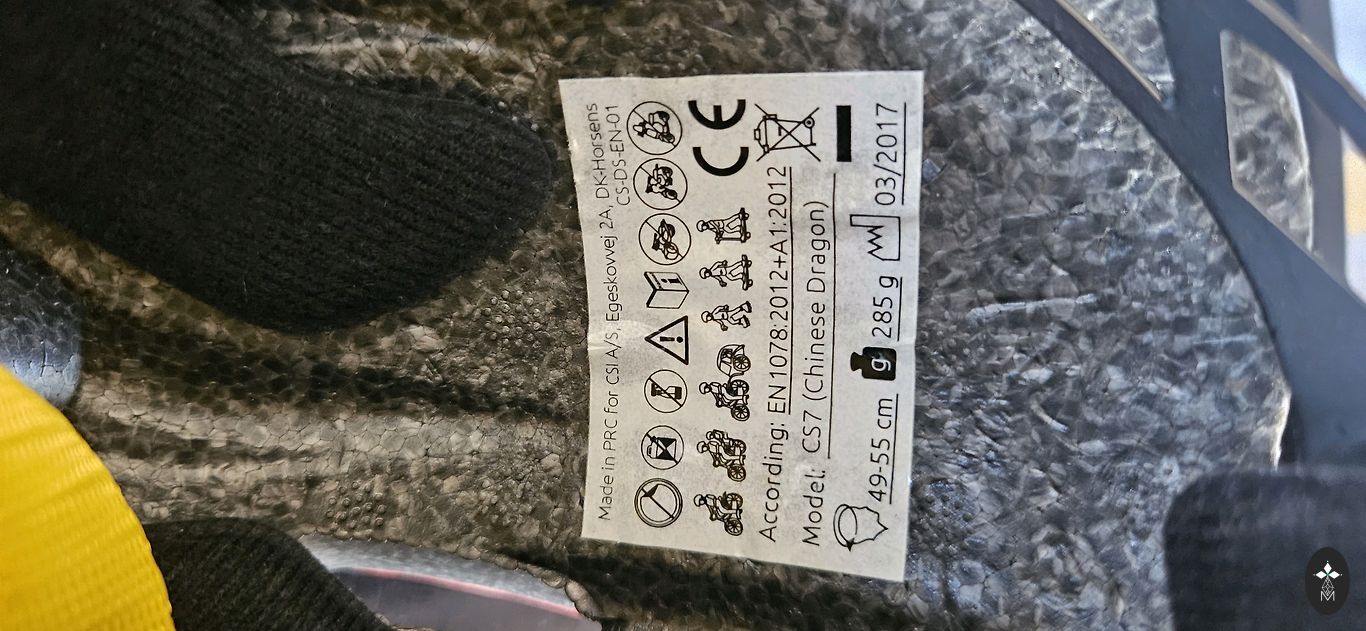 Made in PRC for CSI A/S, Egeskovvej 2A, DK-Horsens
CS-DS-EN-01
CE
According: EN1078:2012+A1:2012
Model: CS7 (Chinese Dragon)
49-55 cm g 285 g 03/2017
M